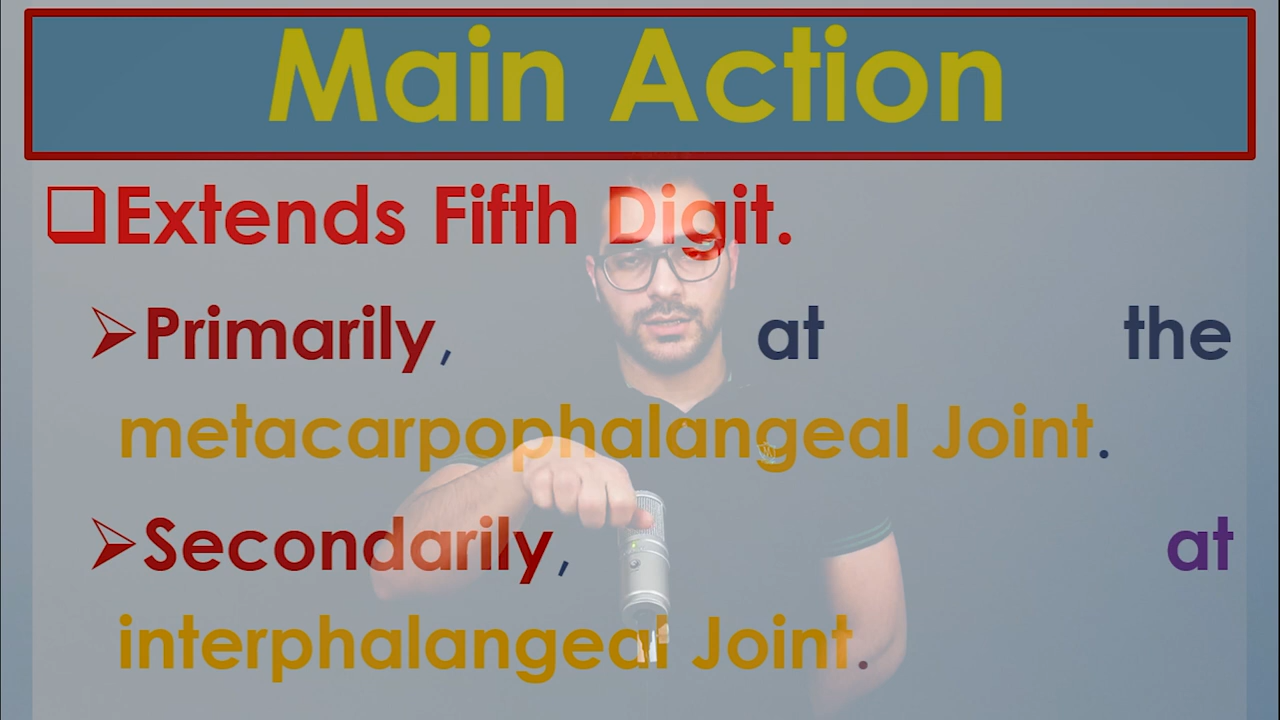 Main Action
❑Extends Fifth Digit.
➢Primarily, at the
metacarpophalangeal Joint.
➢Secondarily, at
interphalangeal Joint.